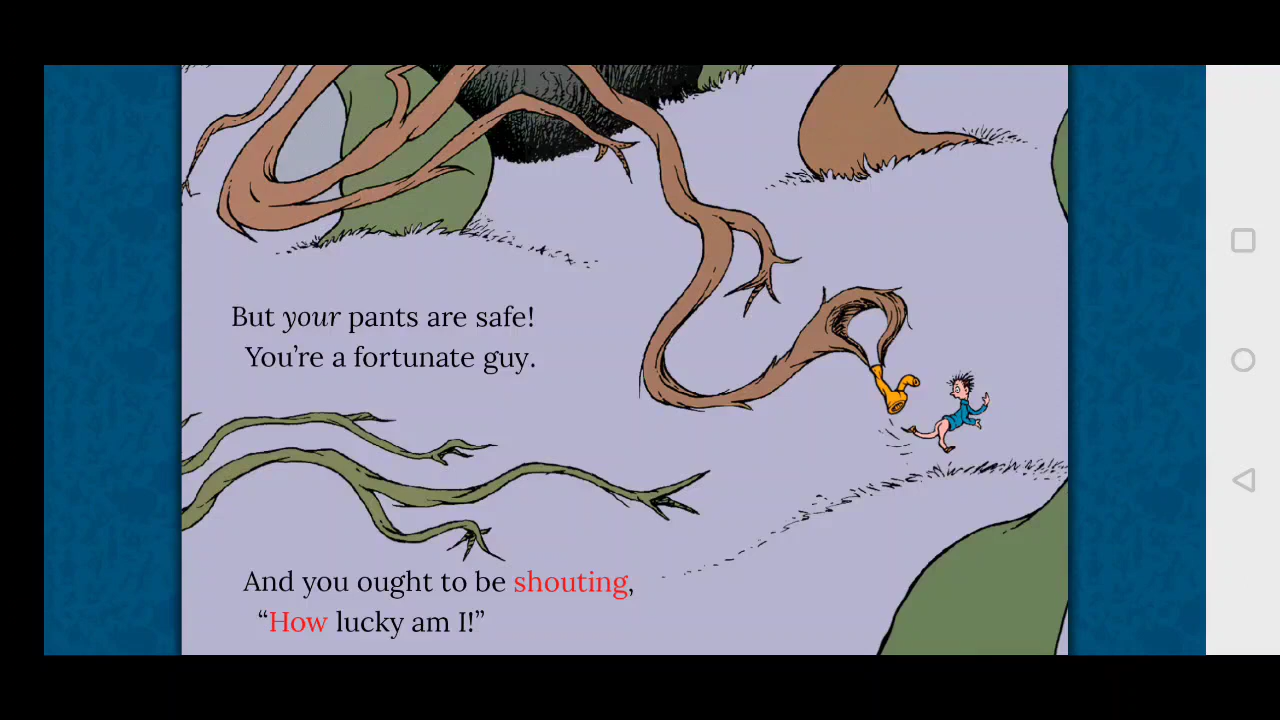 But your pants are safe!
You’re a fortunate guy.
And you ought to be shouting,
“How lucky am I!”